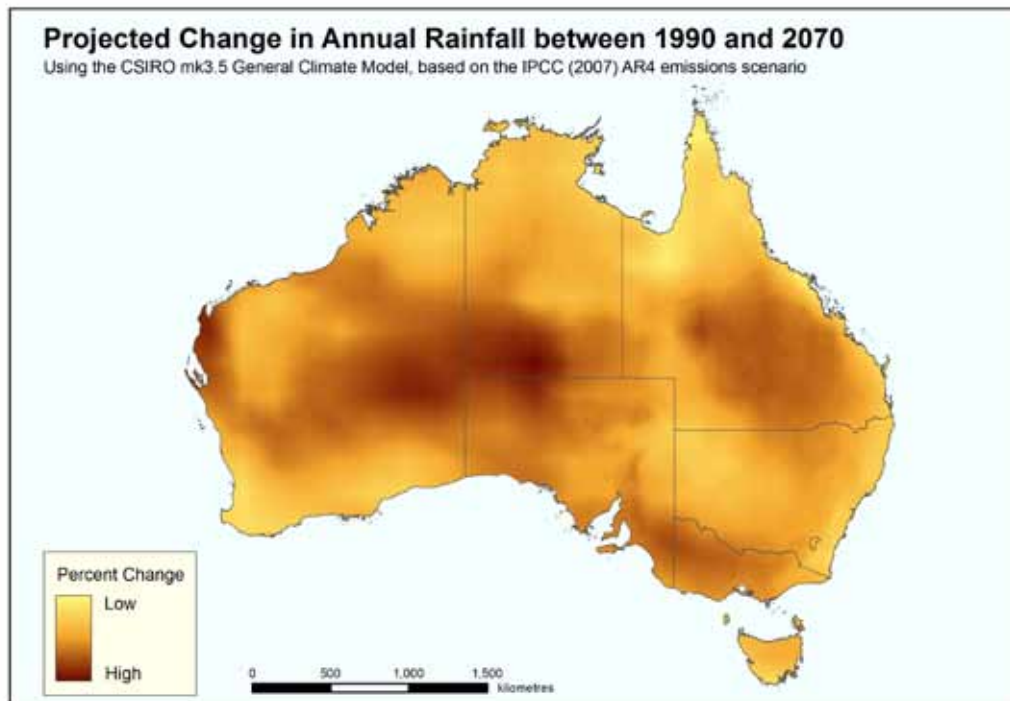 Projected Change in Annual Rainfall between 1990 and 2070
Using the CSIRO mk3.5 General Climate Model, based on the IPCC (2007) AR4 emissions scenario
Percent Change
Low
High
0 500 1,000 1,500
kilometres